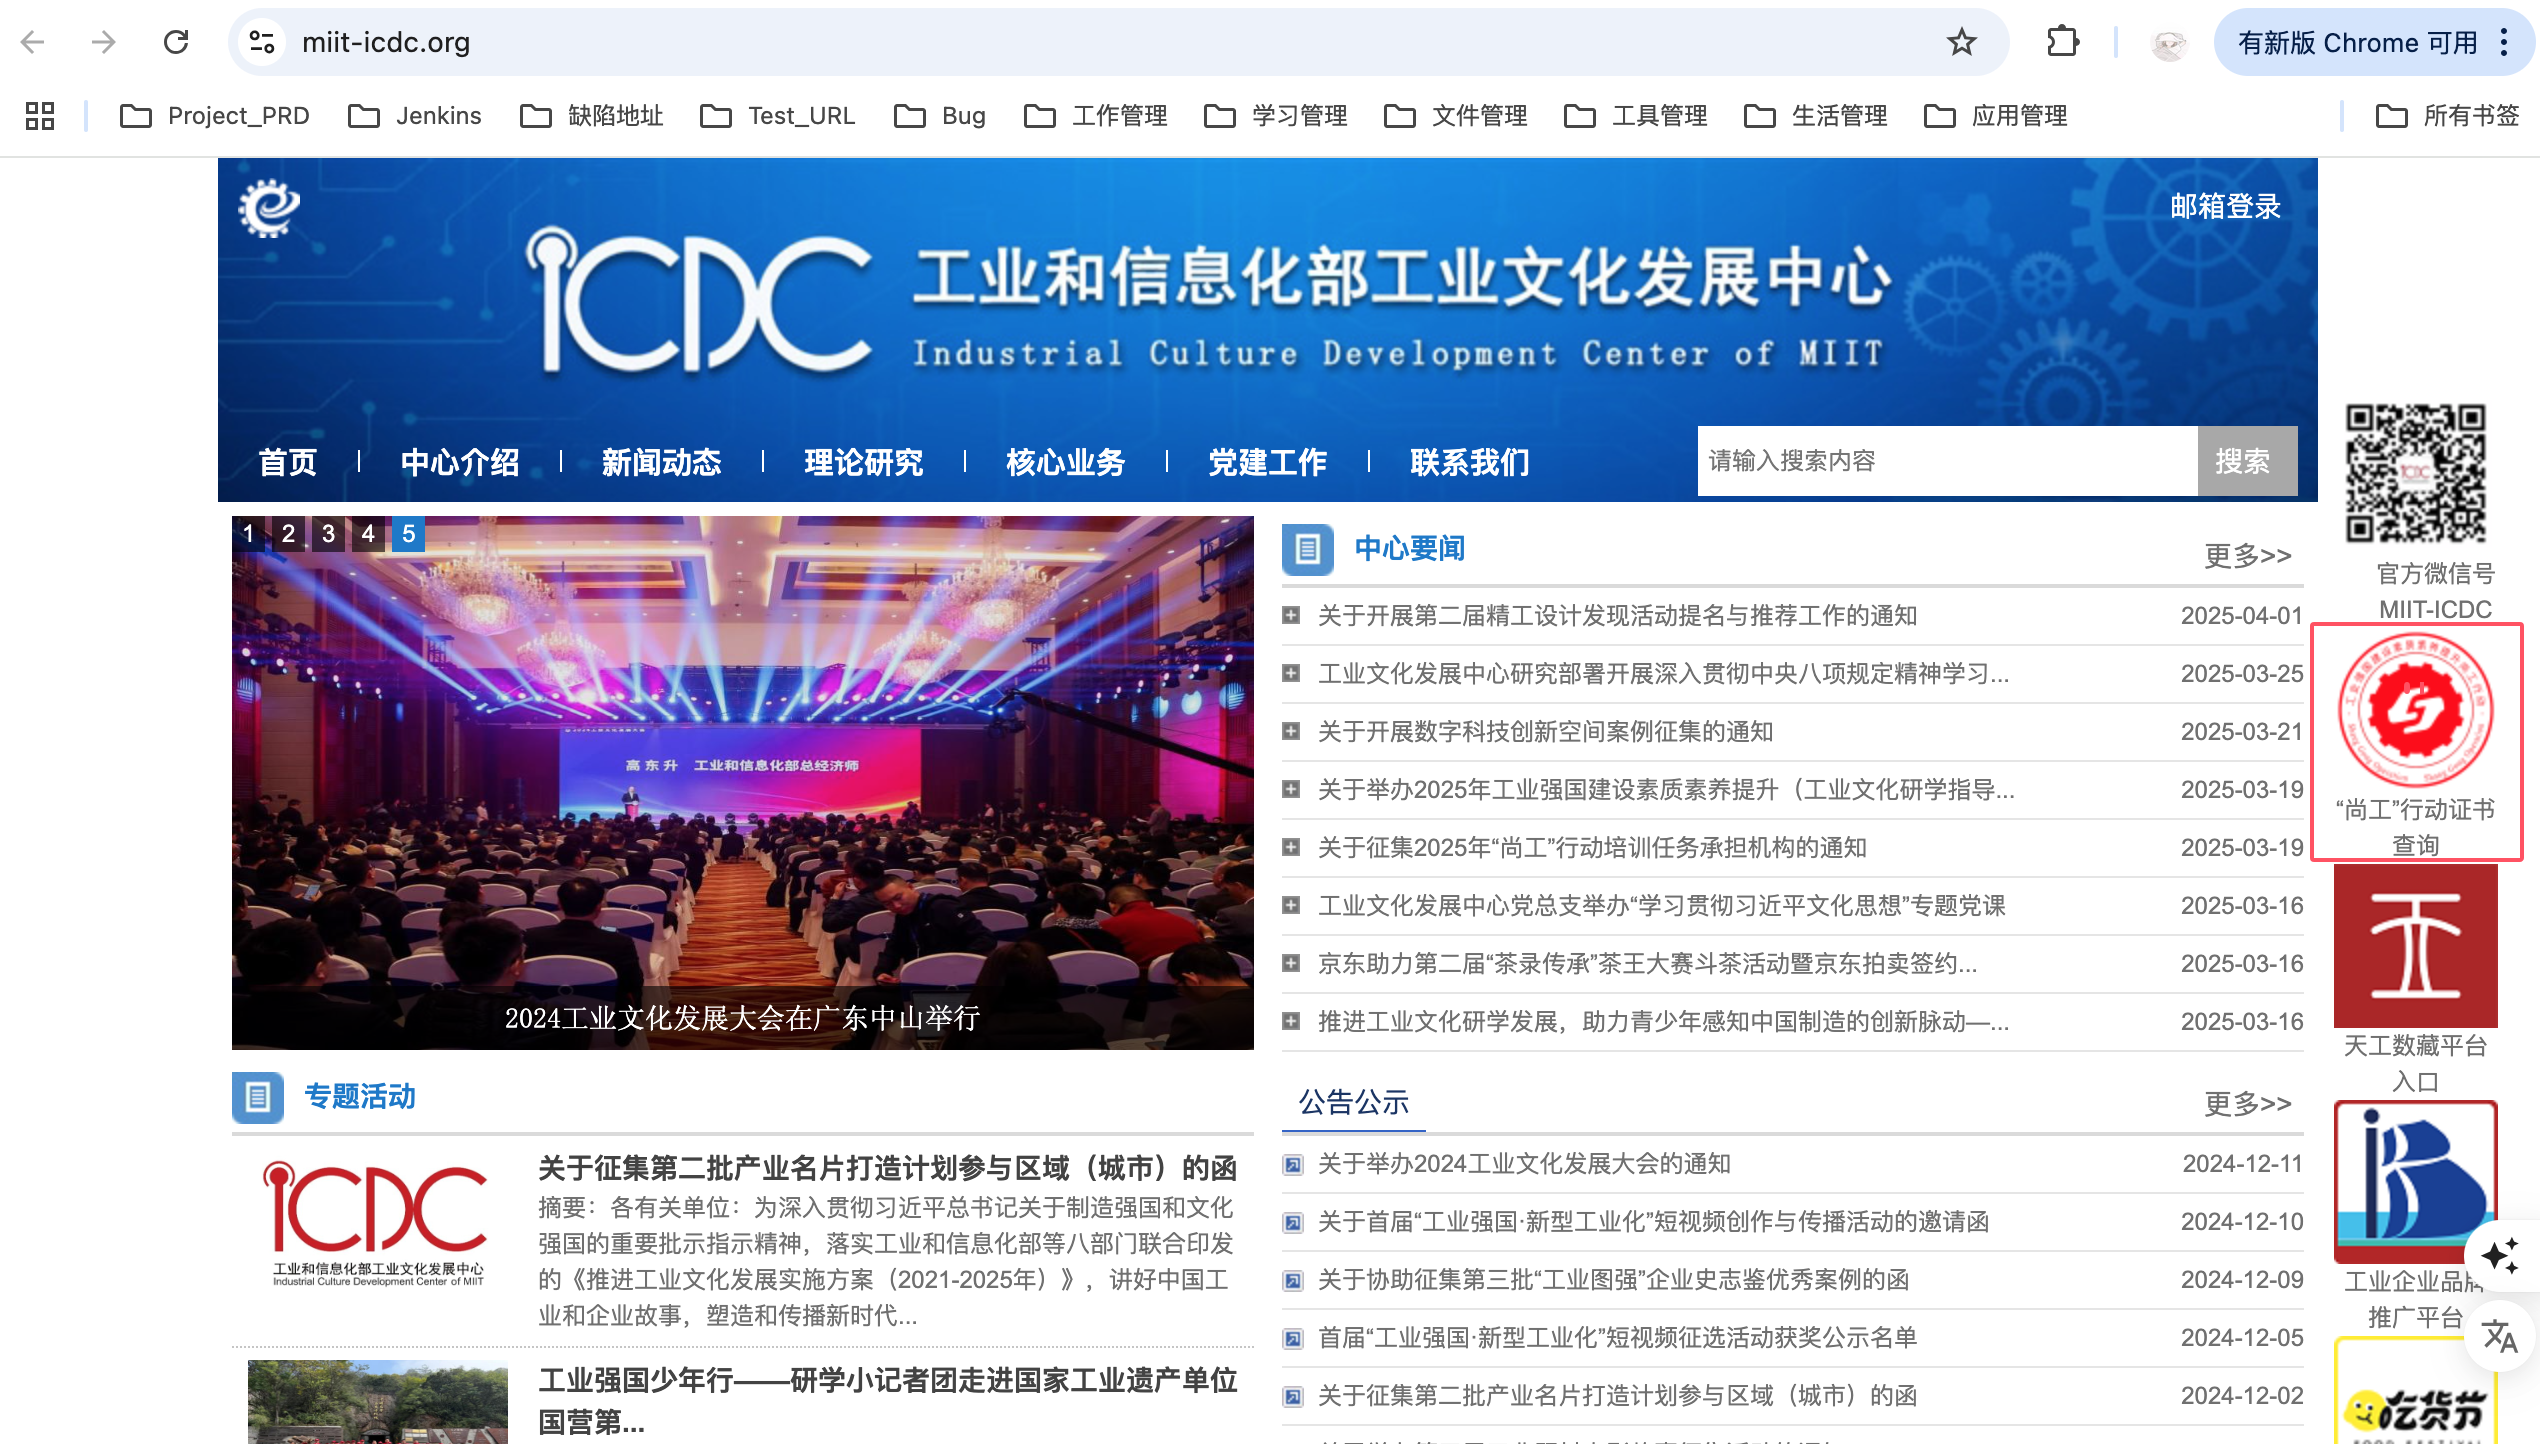 miit-icdc.org
有新版 Chrome 可用
Project_PRD
Jenkins
缺陷地址
Test_URL
Bug
工作管理
学习管理
文件管理
工具管理
生活管理
应用管理
所有书签
邮箱登录
iCDC
工业和信息化部工业文化发展中心
Industrial Culture Development Center of MIIT
首页
中心介绍
新闻动态
理论研究
核心业务
党建工作
联系我们
请输入搜索内容
搜索
1 2 3 4 5
高东升 工业和信息化部总经济师
2024工业文化发展大会在广东中山举行
中心要闻
更多>>
关于开展第二届精工设计发现活动提名与推荐工作的通知 2025-04-01
工业文化发展中心研究部署开展深入贯彻中央八项规定精神学习... 2025-03-25
关于开展数字科技创新空间案例征集的通知 2025-03-21
关于举办2025年工业强国建设素质素养提升（工业文化研学指导... 2025-03-19
关于征集2025年“尚工”行动培训任务承担机构的通知 2025-03-19
工业文化发展中心党总支举办“学习贯彻习近平文化思想”专题党课 2025-03-16
京东助力第二届“茶录传承”茶王大赛斗茶活动暨京东拍卖签约... 2025-03-16
推进工业文化研学发展，助力青少年感知中国制造的创新脉动—... 2025-03-16
专题活动
iCDC
工业和信息化部工业文化发展中心
Industrial Culture Development Center of MIIT
关于征集第二批产业名片打造计划参与区域（城市）的函
摘要：各有关单位：为深入贯彻习近平总书记关于制造强国和文化
强国的重要批示指示精神，落实工业和信息化部等八部门联合印发
的《推进工业文化发展实施方案（2021-2025年）》，讲好中国工
业和企业故事，塑造和传播新时代...
工业强国少年行——研学小记者团走进国家工业遗产单位
国营第...
公告公示
更多>>
关于举办2024工业文化发展大会的通知 2024-12-11
关于首届“工业强国·新型工业化”短视频创作与传播活动的邀请函 2024-12-10
关于协助征集第三批“工业图强”企业史志鉴优秀案例的函 2024-12-09
首届“工业强国·新型工业化”短视频征选活动获奖公示名单 2024-12-05
关于征集第二批产业名片打造计划参与区域（城市）的函 2024-12-02
官方微信号
MIIT-ICDC
“尚工”行动证书
查询
天工数藏平台
入口
工业企业品牌
推广平台
吃货节